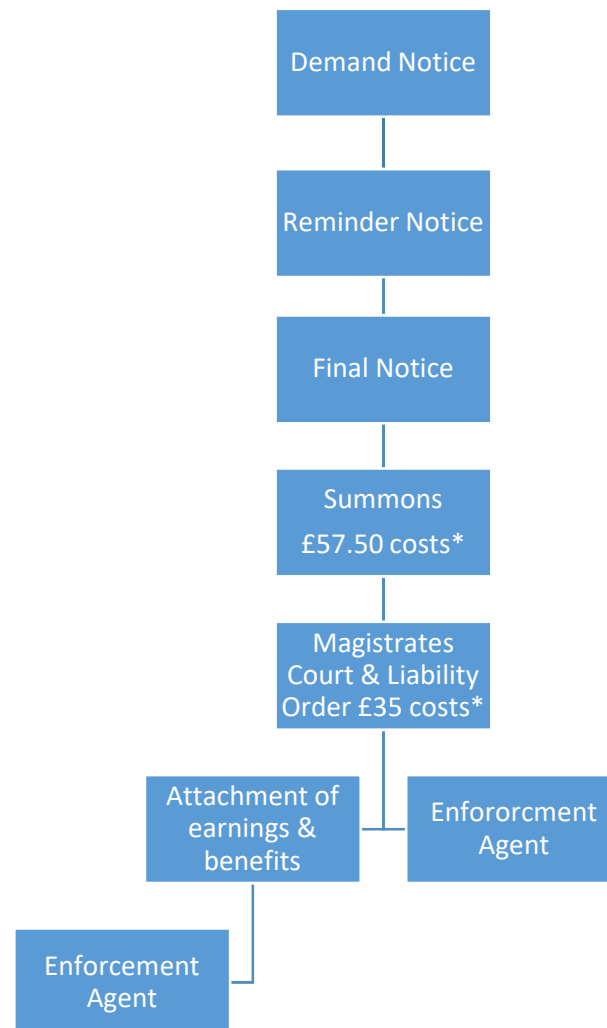 Demand Notice
Reminder Notice
Final Notice
Summons
£57.50 costs*
Magistrates
Court & Liability
Order £35 costs*
Attachment of
earnings &
benefits
Enfororcment
Agent
Enforcement
Agent